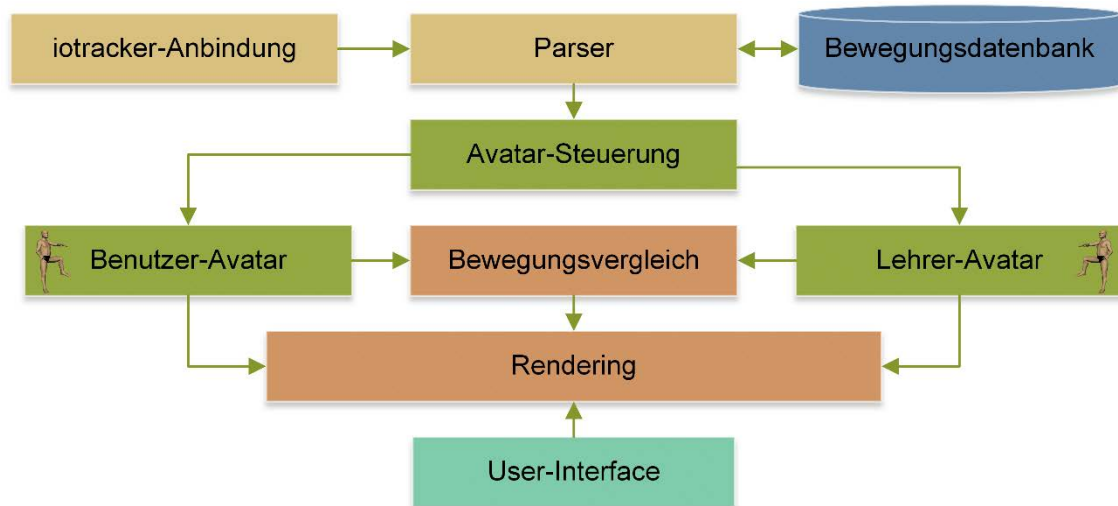 iotracker-Anbindung
Parser
Bewegungsdatenbank
Avatar-Steuerung
Benutzer-Avatar
Bewegungsvergleich
Lehrer-Avatar
Rendering
User-Interface